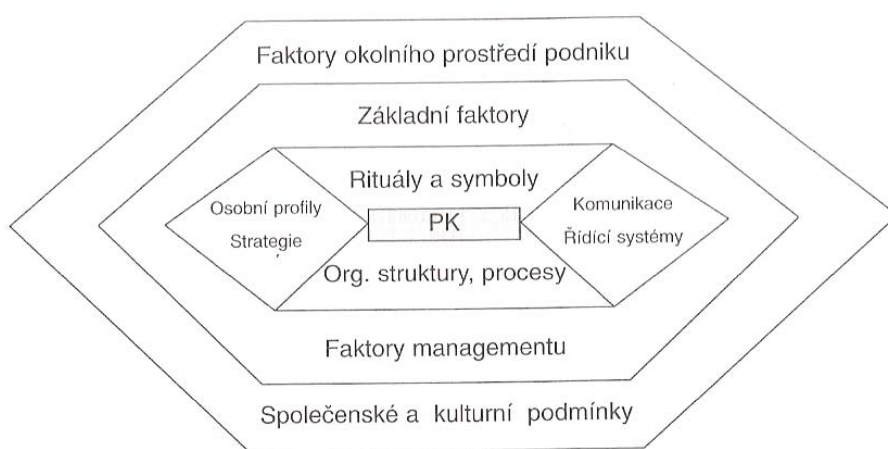 Faktory okolního prostředí podniku
Základní faktory
Rituály a symboly
Osobní profily
Strategie
PK
Komunikace
Řídící systémy
Org. struktury, procesy
Faktory managementu
Společenské a kulturní podmínky